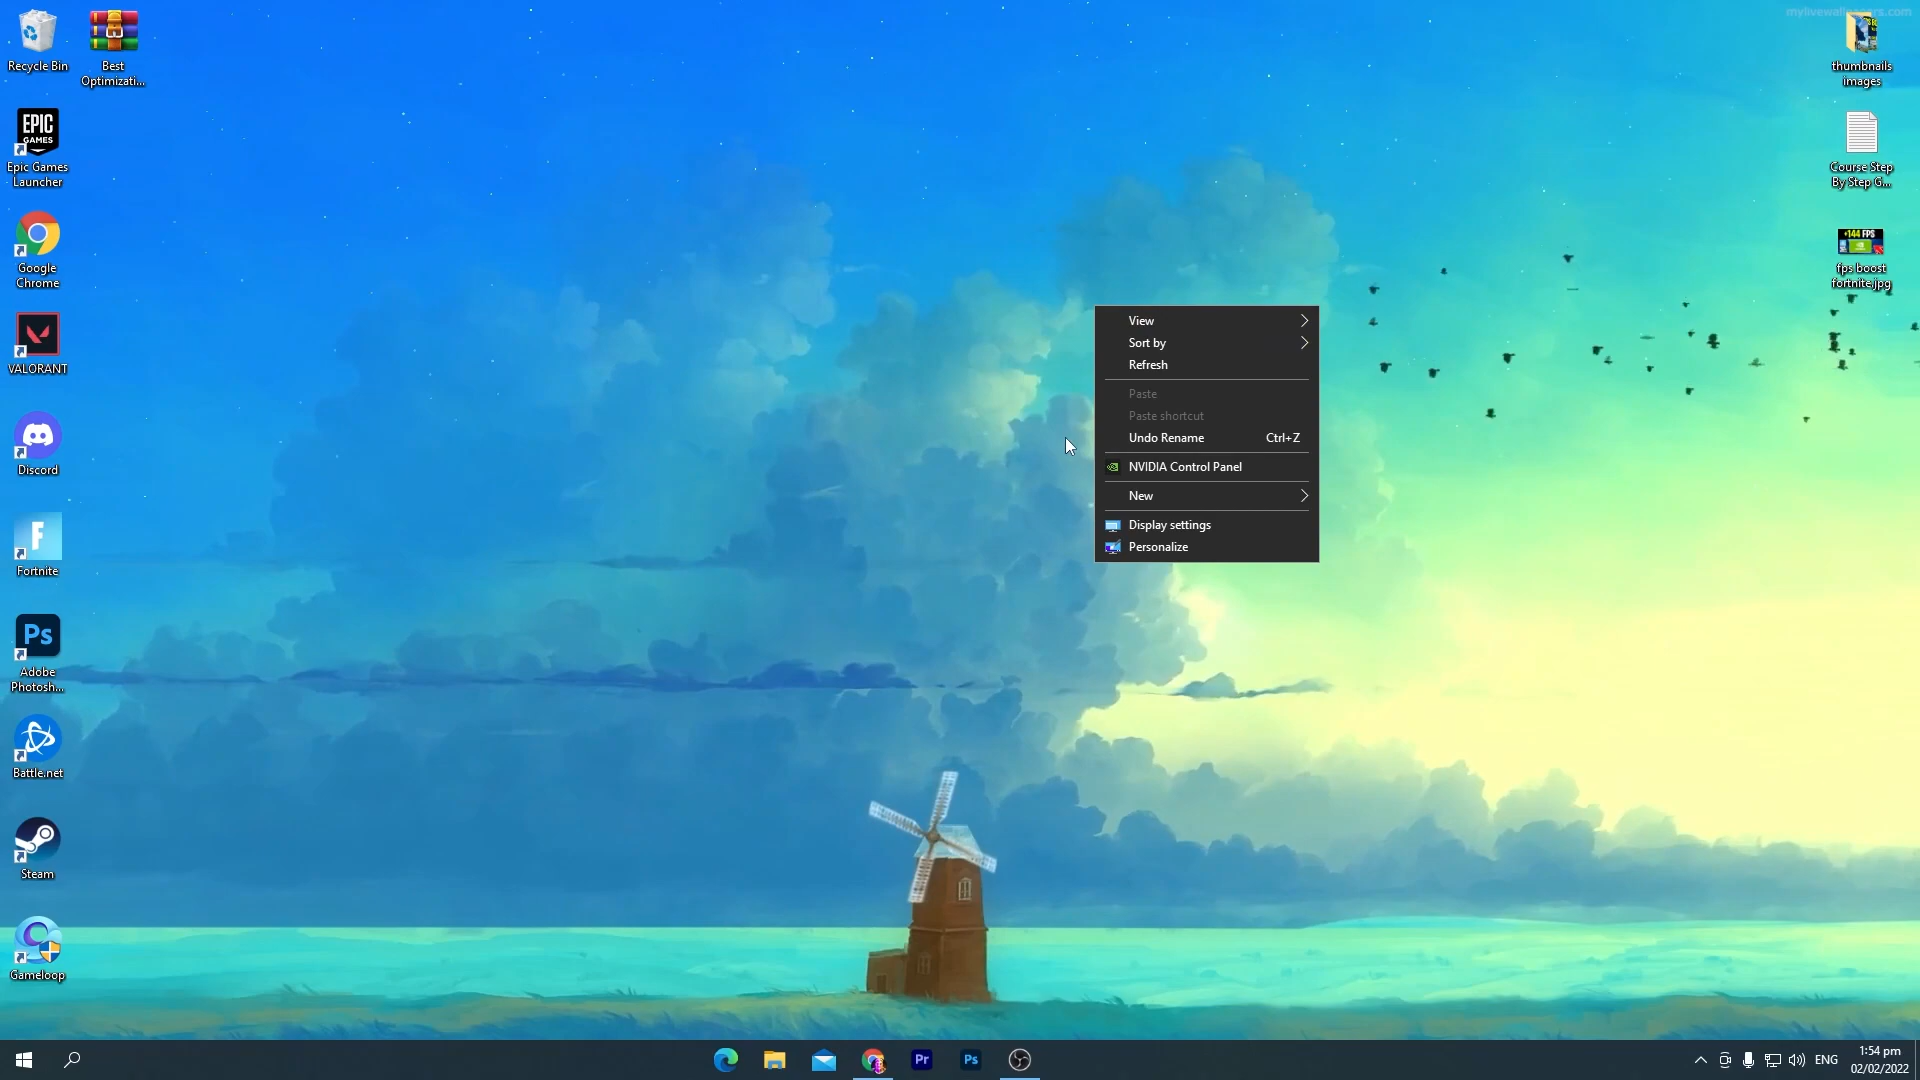 mylivewallpapers.com
Recycle Bin
Best
Optimizati...
EPIC
GAMES
Epic Games
Launcher
Google
Chrome
VALORANT
Discord
F
Fortnite
Ps
Adobe
Photosh...
Battle.net
Steam
Gameloop
thumbnails
images
Course Step
By Step G...
+144 FPS
fps boost
fortnite.jpg
View
Sort by
Refresh
Paste
Paste shortcut
Undo Rename Ctrl+Z
NVIDIA Control Panel
New
Display settings
Personalize
Pr
Ps
ENG
1:54 pm
02/02/2022